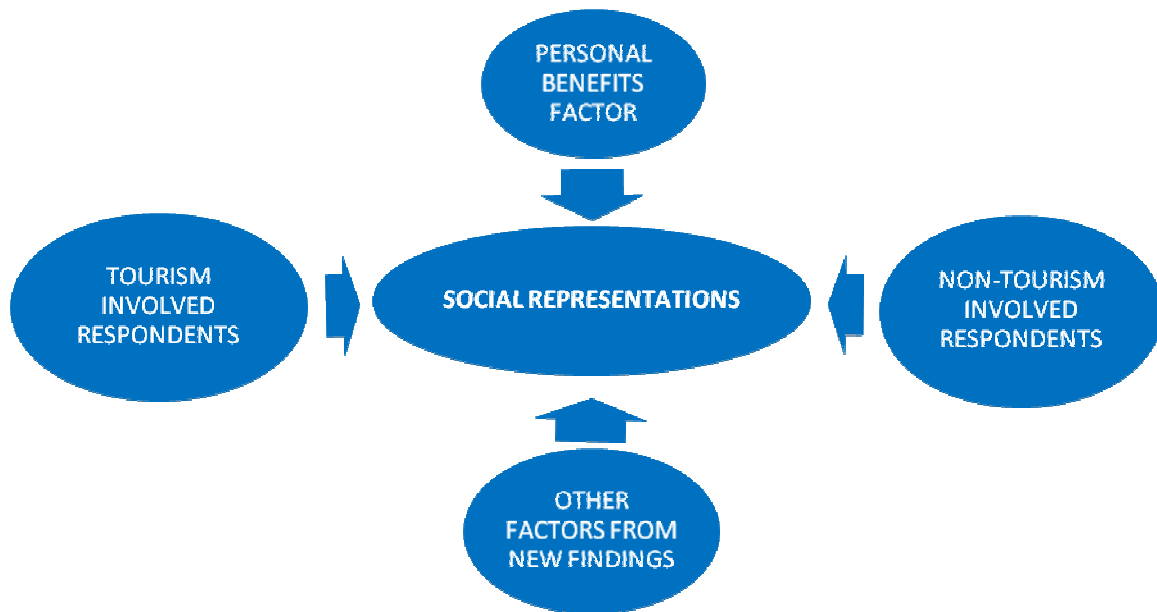 PERSONAL
BENEFITS
FACTOR
TOURISM
INVOLVED
RESPONDENTS
SOCIAL REPRESENTATIONS
NON-TOURISM
INVOLVED
RESPONDENTS
OTHER
FACTORS FROM
NEW FINDINGS